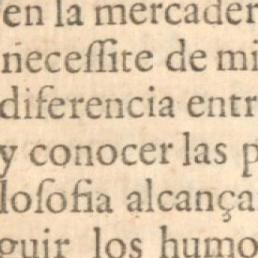 en la mercader
neceſſite de mi
diferencia entr
y conocer las p
loſofia alcança
guir los humo